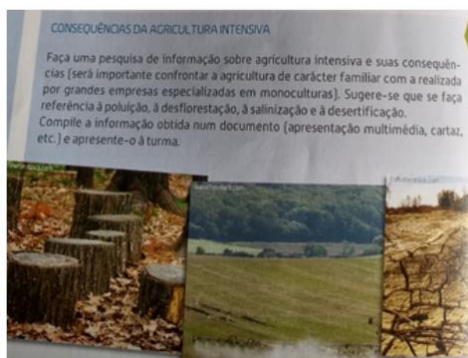 CONSEQUÊNCIAS DA AGRICULTURA INTENSIVA
Faça uma pesquisa de informação sobre agricultura intensiva e suas consequên-
cias (será importante confrontar a agricultura de carácter familiar com a realizada
por grandes empresas especializadas em monoculturas). Sugere-se que se faça
referência à poluição, à desflorestação, à salinização e à desertificação.
Compile a informação obtida num documento (apresentação multimédia, cartaz,
etc.) e apresente-o à turma.